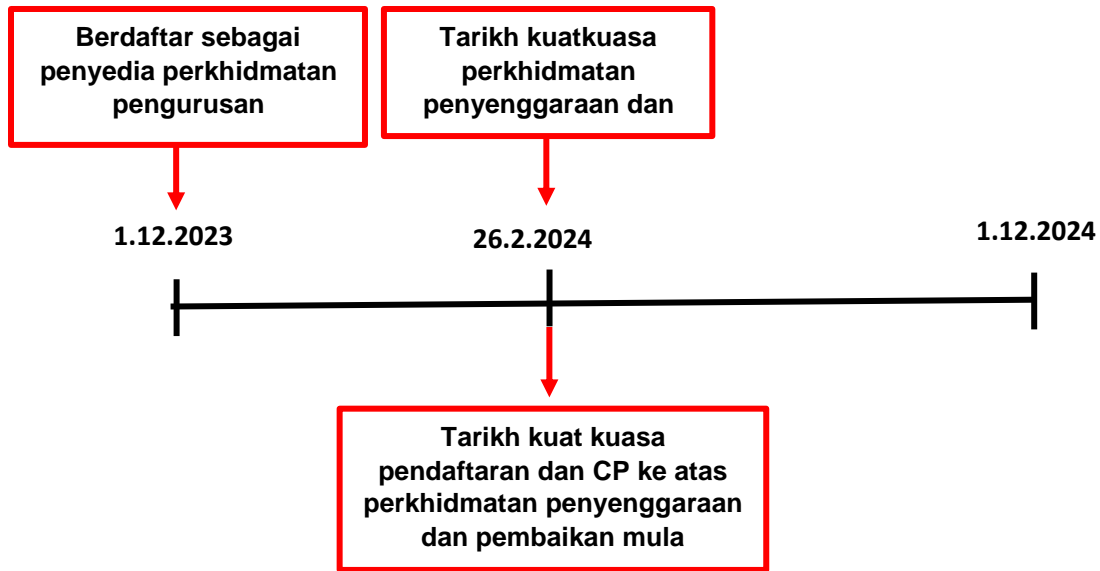 Berdaftar sebagai
penyedia perkhidmatan
pengurusan
Tarikh kuatkuasa
perkhidmatan
penyenggaraan dan
1.12.2023
26.2.2024
1.12.2024
Tarikh kuat kuasa
pendaftaran dan CP ke atas
perkhidmatan penyenggaraan
dan pembaikan mula